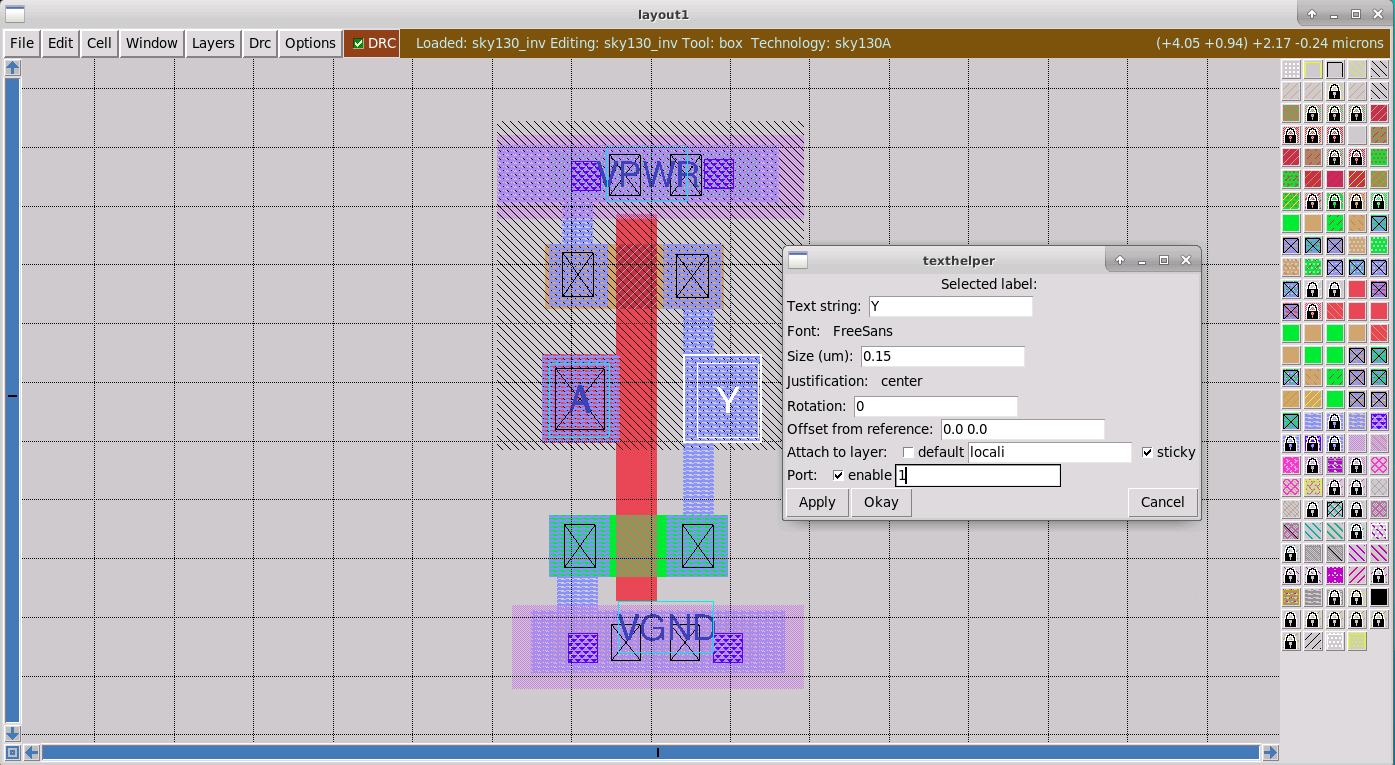 layout1
File Edit Cell Window Layers Drc Options DRC Loaded: sky130_inv Editing: sky130_inv Tool: box Technology: sky130A (+4.05 +0.94) +2.17 -0.24 microns
VPWR
A
Y
VGND
texthelper
Selected label:
Text string: Y
Font: FreeSans
Size (um): 0.15
Justification: center
Rotation: 0
Offset from reference: 0.0 0.0
Attach to layer: default locali sticky
Port: enable 1
Apply Okay Cancel